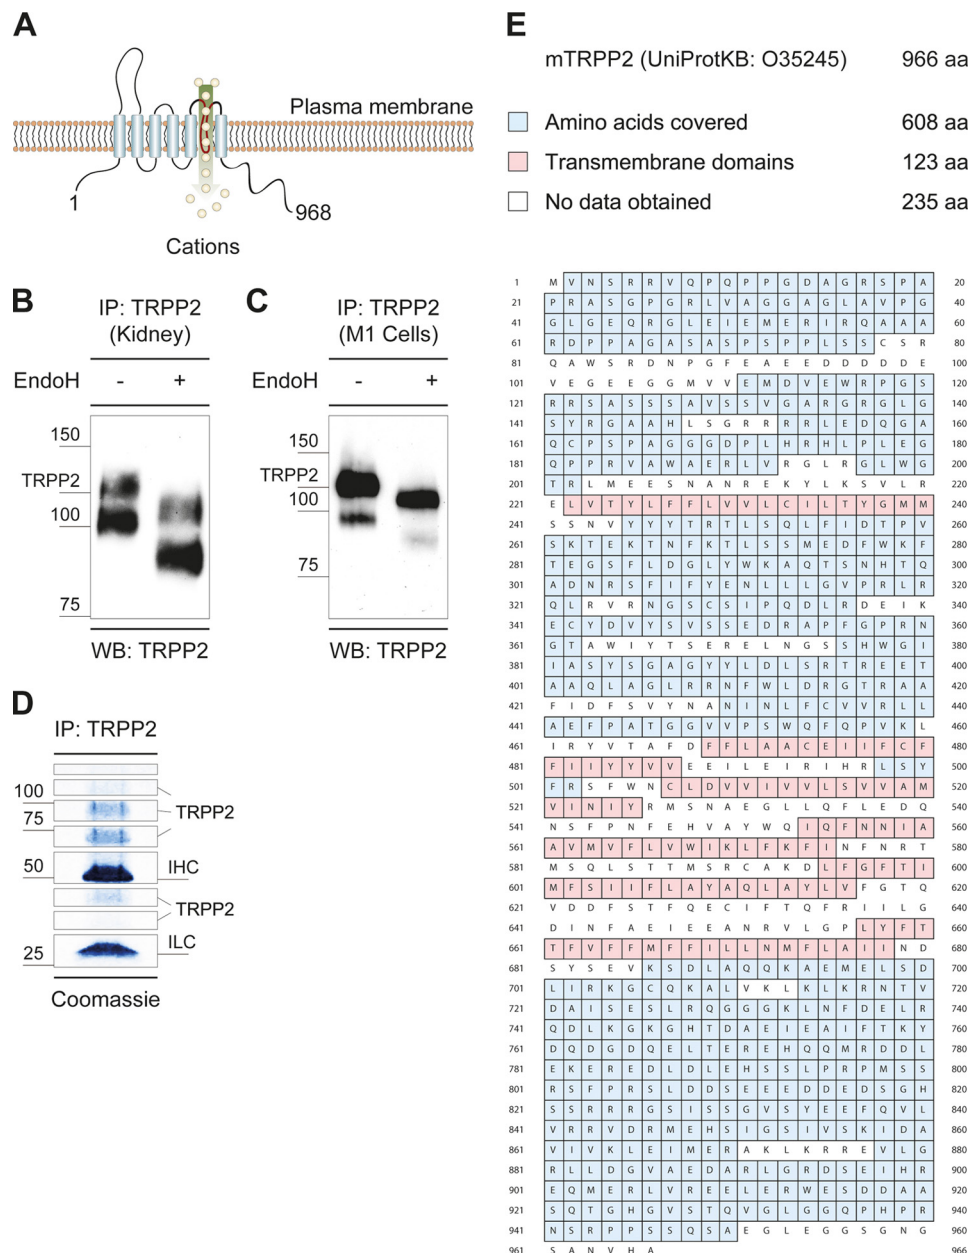 A
Plasma membrane
1
968
Cations
B
IP: TRPP2
(Kidney)
EndoH - +
150
TRPP2
100
75
WB: TRPP2
C
IP: TRPP2
(M1 Cells)
EndoH - +
150
TRPP2
100
75
WB: TRPP2
D
IP: TRPP2
100
TRPP2
75
50 IHC
TRPP2
ILC
25
Coomassie
E
mTRPP2 (UniProtKB: O35245) 966 aa
Amino acids covered 608 aa
Transmembrane domains 123 aa
No data obtained 235 aa
1 M V N S R R V Q P Q P P G D A G R S P A 20
21 P R A S G P G R L V A G G A G L A V P G 40
41 G L G E Q R G L E I E M E R I R Q A A A 60
61 R D P P A G A S A S P S P P L S S C S R 80
81 Q A W S R D N P G F E A E E D D D D D E 100
101 V E G E E G G M V V E M D V E W R P G S 120
121 R R S A S S S A V S S V G A R G R G L G 140
141 S Y R G A A H L S G R R R R L E D Q G A 160
161 Q C P S P A G G G D P L H R H L P L E G 180
181 Q P P R V A W A E R L V R G L R G L W G 200
201 T R L M E E S N A N R E K Y L K S V L R 220
221 E L V T Y L F F L V V L C I L T Y G M M 240
241 S S N V Y Y Y T R T L S Q L F I D T P V 260
261 S K T E K T N F K T L S S M E D F W K F 280
281 T E G S F L D G L Y W K A Q T S N H T Q 300
301 A D N R S F I F Y E N L L L G V P R L R 320
321 Q L R V R N G S C S I P Q D L R D E I K 340
341 E C Y D V Y S V S S E D R A P F G P R N 360
361 G T A W I Y T S E R E L N G S S H W G I 380
381 I A S Y S G A G Y Y L D L S R T R E E T 400
401 A A Q L A G L R R N F W L D R G T R A A 420
421 F I D F S V Y N A N I N L F C V V R L L 440
441 A E F P A T G G V V P S W Q F Q P V K L 460
461 I R Y V T A F D F F L A A C E I I F C F 480
481 F I I Y Y V V E E I L E I R I H R L S Y 500
501 F R S F W N C L D V V I V V L S V V A M 520
521 V I N I Y R M S N A E G L L Q F L E D Q 540
541 N S F P N F E H V A Y W Q I Q F N N I A 560
561 A V M V F L V W I K L F K F I N F N R T 580
581 M S Q L S T T M S R C A K D L F G F T I 600
601 M F S I I F L A Y A Q L A Y L V F G T Q 620
621 V D D F S T F Q E C I F T Q F R I I L G 640
641 D I N F A E I E E A N R V L G P L Y F T 660
661 T F V F F M F F I L L N M F L A I I N D 680
681 S Y S E V K S D L A Q Q K A E M E L S D 700
701 L I R K G C Q K A L V K L K L K R N T V 720
721 D A I S E S L R Q G G G K L N F D E L R 740
741 Q D L K G K G H T D A E I E A I F T K Y 760
761 D Q D G D Q E L T E R E H Q Q M R D D L 780
781 E K E R E D L D L E H S S L P R P M S S 800
801 R S F P R S L D D S E E E D D E D S G H 820
821 S S R R R G S I S S G V S Y E E F Q V L 840
841 V R R V D R M E H S I G S I V S K I D A 860
861 V I V K L E I M E R A K L K R R E V L G 880
881 R L L D G V A E D A R L G R D S E I H R 900
901 E Q M E R L V R E E L E R W E S D D A A 920
921 S Q T G H G V S T Q V G L G G Q P H P R 940
941 N S R P P S S Q S A E G L E G G S G N G 960
961 S A N V H A 966